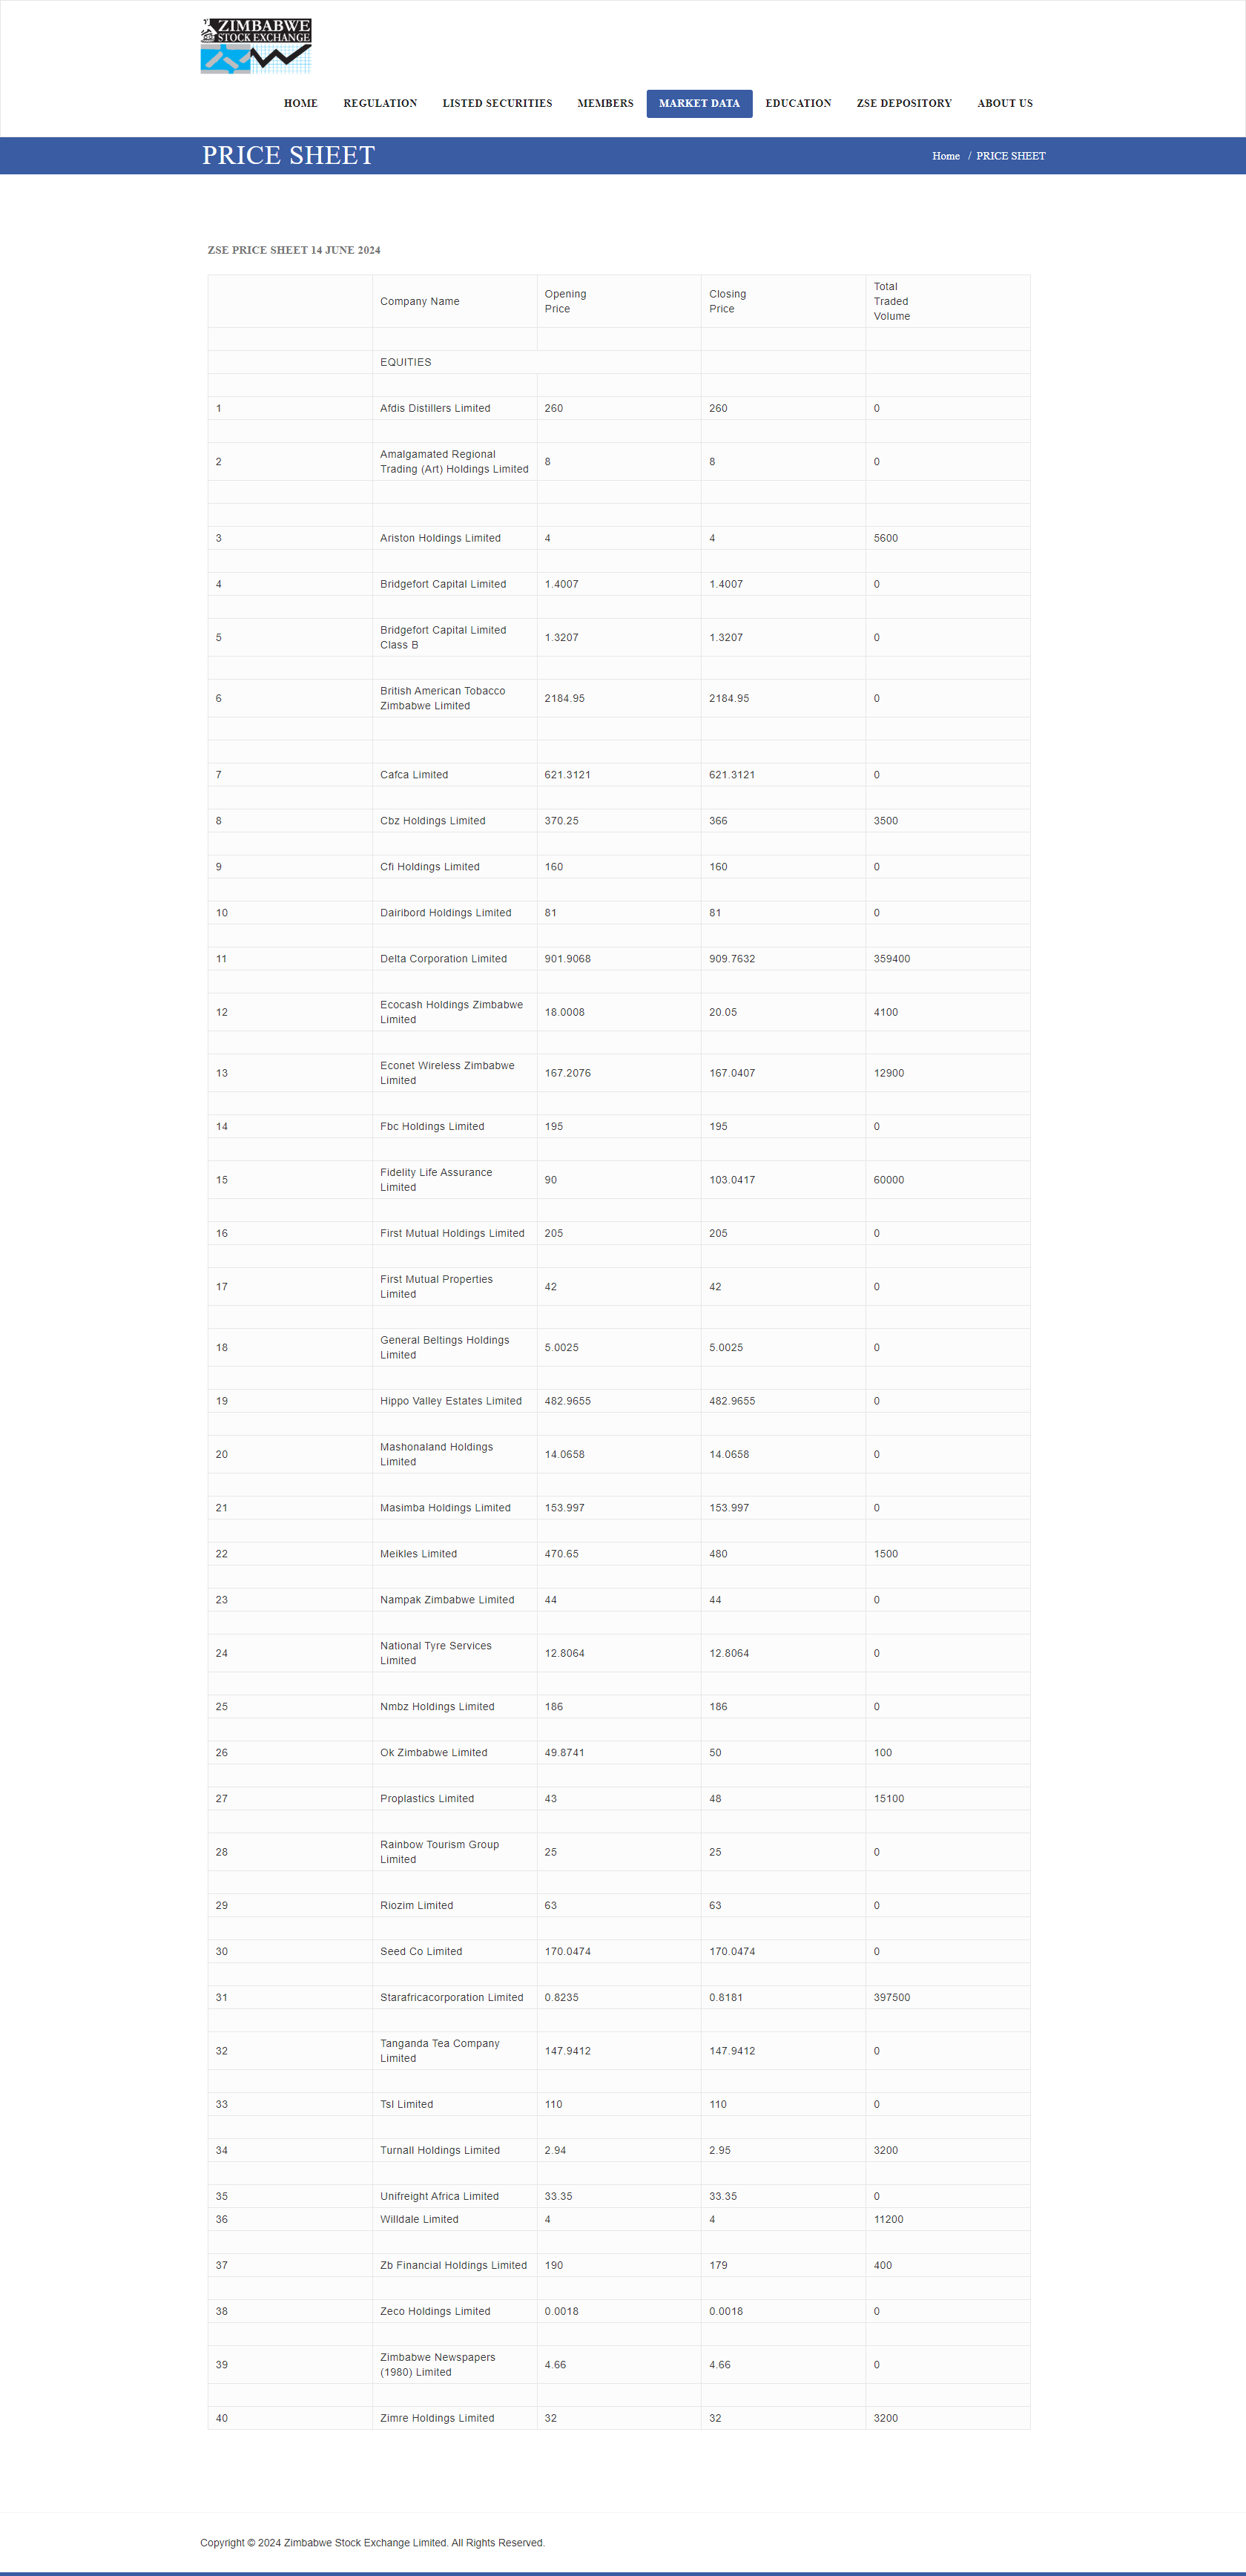 ZIMBABWE
STOCK EXCHANGE
HOME REGULATION LISTED SECURITIES MEMBERS MARKET DATA EDUCATION ZSE DEPOSITORY ABOUT US
PRICE SHEET
Home / PRICE SHEET
ZSE PRICE SHEET 14 JUNE 2024
Company Name Opening Price Closing Price Total Traded Volume
EQUITIES
1 Afdis Distillers Limited 260 260 0
2 Amalgamated Regional Trading (Art) Holdings Limited 8 8 0
3 Ariston Holdings Limited 4 4 5600
4 Bridgefort Capital Limited 1.4007 1.4007 0
5 Bridgefort Capital Limited Class B 1.3207 1.3207 0
6 British American Tobacco Zimbabwe Limited 2184.95 2184.95 0
7 Cafca Limited 621.3121 621.3121 0
8 Cbz Holdings Limited 370.25 366 3500
9 Cfi Holdings Limited 160 160 0
10 Dairibord Holdings Limited 81 81 0
11 Delta Corporation Limited 901.9068 909.7632 359400
12 Ecocash Holdings Zimbabwe Limited 18.0008 20.05 4100
13 Econet Wireless Zimbabwe Limited 167.2076 167.0407 12900
14 Fbc Holdings Limited 195 195 0
15 Fidelity Life Assurance Limited 90 103.0417 60000
16 First Mutual Holdings Limited 205 205 0
17 First Mutual Properties Limited 42 42 0
18 General Beltings Holdings Limited 5.0025 5.0025 0
19 Hippo Valley Estates Limited 482.9655 482.9655 0
20 Mashonaland Holdings Limited 14.0658 14.0658 0
21 Masimba Holdings Limited 153.997 153.997 0
22 Meikles Limited 470.65 480 1500
23 Nampak Zimbabwe Limited 44 44 0
24 National Tyre Services Limited 12.8064 12.8064 0
25 Nmbz Holdings Limited 186 186 0
26 Ok Zimbabwe Limited 49.8741 50 100
27 Proplastics Limited 43 48 15100
28 Rainbow Tourism Group Limited 25 25 0
29 Riozim Limited 63 63 0
30 Seed Co Limited 170.0474 170.0474 0
31 Starafricacorporation Limited 0.8235 0.8181 397500
32 Tanganda Tea Company Limited 147.9412 147.9412 0
33 Tsl Limited 110 110 0
34 Turnall Holdings Limited 2.94 2.95 3200
35 Unifreight Africa Limited 33.35 33.35 0
36 Willdale Limited 4 4 11200
37 Zb Financial Holdings Limited 190 179 400
38 Zeco Holdings Limited 0.0018 0.0018 0
39 Zimbabwe Newspapers (1980) Limited 4.66 4.66 0
40 Zimre Holdings Limited 32 32 3200
Copyright © 2024 Zimbabwe Stock Exchange Limited. All Rights Reserved.